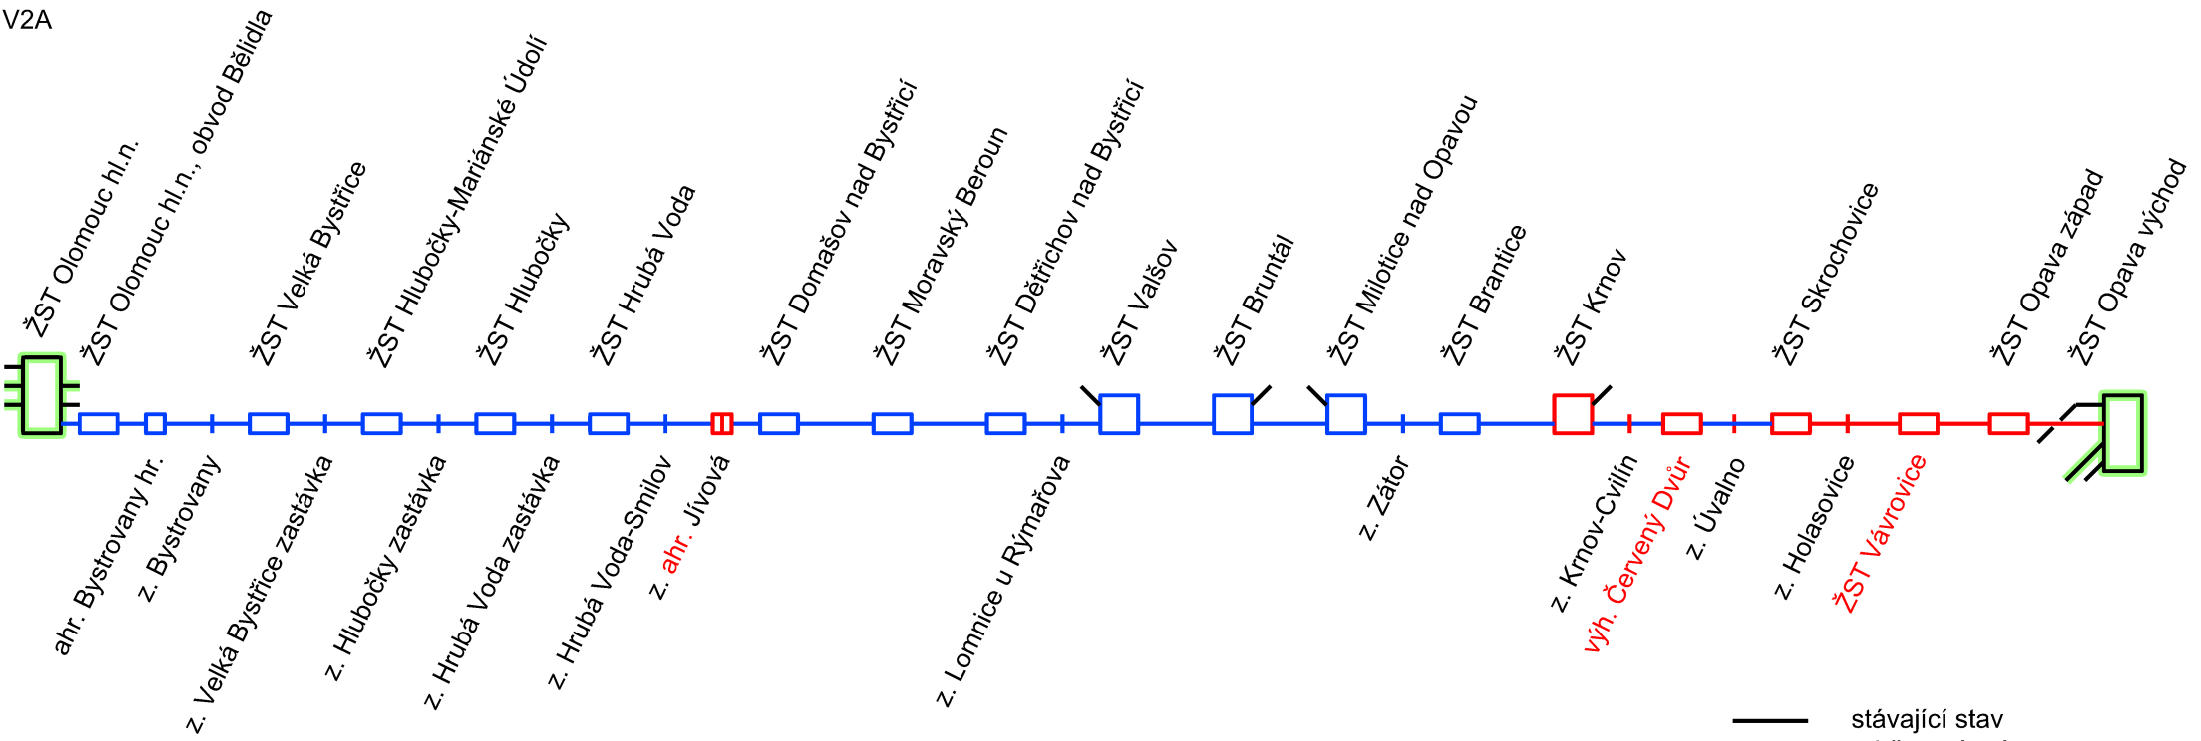 V2A
ŽST Olomouc hl.n.
ŽST Olomouc hl.n., obvod Bělidla
ŽST Velká Bystřice
ŽST Hlubočky-Mariánské Údolí
ŽST Hlubočky
ŽST Hrubá Voda
ŽST Domašov nad Bystřicí
ŽST Moravský Beroun
ŽST Dětřichov nad Bystřicí
ŽST Valšov
ŽST Bruntál
ŽST Milotice nad Opavou
ŽST Brantice
ŽST Krnov
ŽST Skrochovice
ŽST Opava západ
ŽST Opava východ
ahr. Bystrovany hr.
z. Bystrovany
z. Velká Bystřice zastávka
z. Hlubočky zastávka
z. Hrubá Voda zastávka
z. Hrubá Voda-Smilov
z. ahr. Jívová
z. Lomnice u Rýmařova
z. Zátor
z. Krnov-Cvilín
výh. Červený Dvůr
z. Úvalno
z. Holasovice
ŽST Vávrovice
stávající stav